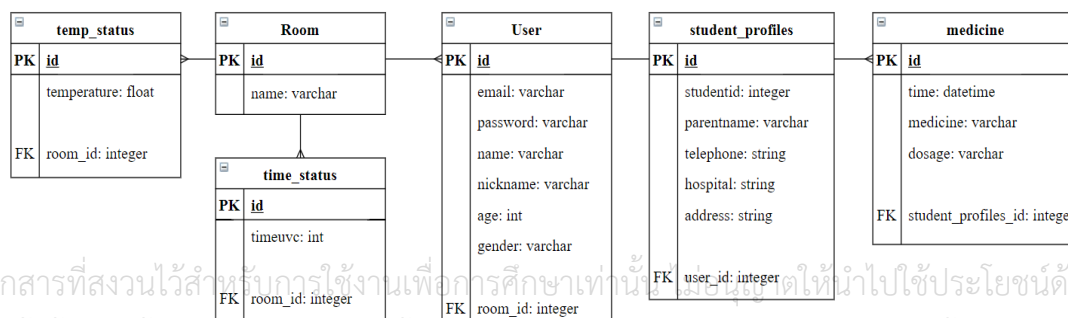 temp_status
PK id
temperature: float
FK room_id: integer
Room
PK id
name: varchar
time_status
PK id
timeuvc: int
FK room_id: integer
User
PK id
email: varchar
password: varchar
name: varchar
nickname: varchar
age: int
gender: varchar
FK room_id: integer
student_profiles
PK id
studentid: integer
parentname: varchar
telephone: string
hospital: string
address: string
FK user_id: integer
medicine
PK id
time: datetime
medicine: varchar
dosage: varchar
FK student_profiles_id: intege
กสารที่สงวนไว้สำหรับการใช้งานเพื่อการศึกษาเท่านั้น ไม่อนุญาตให้นำไปใช้ประโยชน์ด้